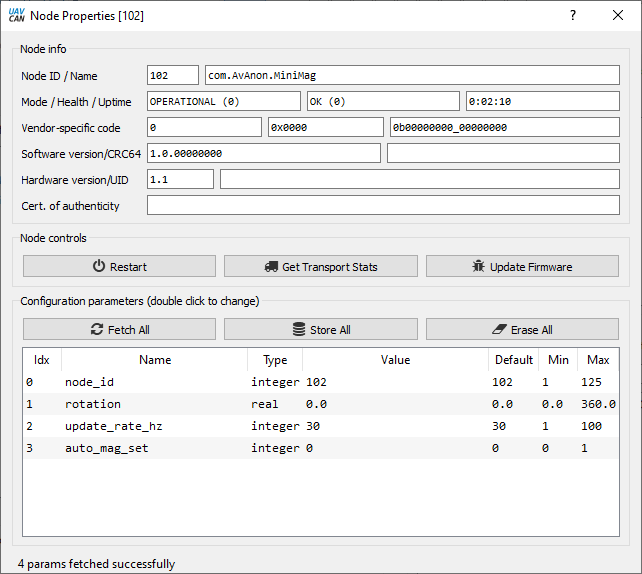 UAV CAN Node Properties [102] ? ×
Node info
Node ID / Name 102 com.AvAnon.MiniMag
Mode / Health / Uptime OPERATIONAL (0) OK (0) 0:02:10
Vendor-specific code 0 0x0000 0b00000000_00000000
Software version/CRC64 1.0.00000000
Hardware version/UID 1.1
Cert. of authenticity
Node controls
Restart Get Transport Stats Update Firmware
Configuration parameters (double click to change)
Fetch All Store All Erase All
Idx Name Type Value Default Min Max
0 node_id integer 102 102 1 125
1 rotation real 0.0 0.0 0.0 360.0
2 update_rate_hz integer 30 30 1 100
3 auto_mag_set integer 0 0 0 1
4 params fetched successfully